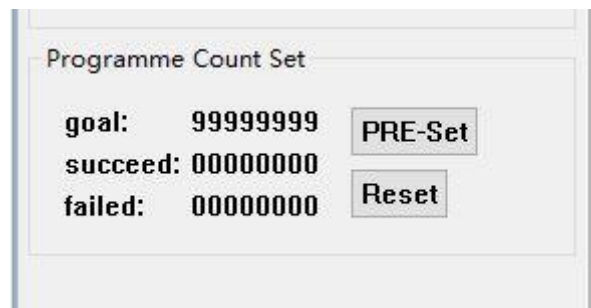 Programme Count Set
goal: 99999999
PRE-Set
succeed: 00000000
failed: 00000000
Reset